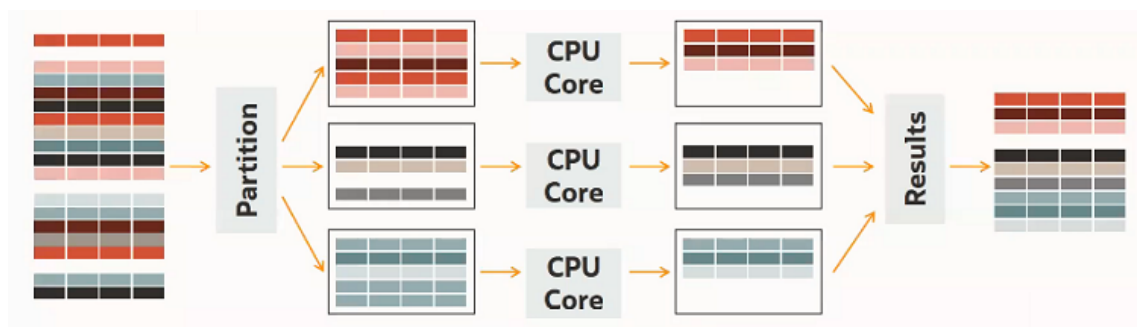 Partition
CPU
Core
CPU
Core
CPU
Core
Results